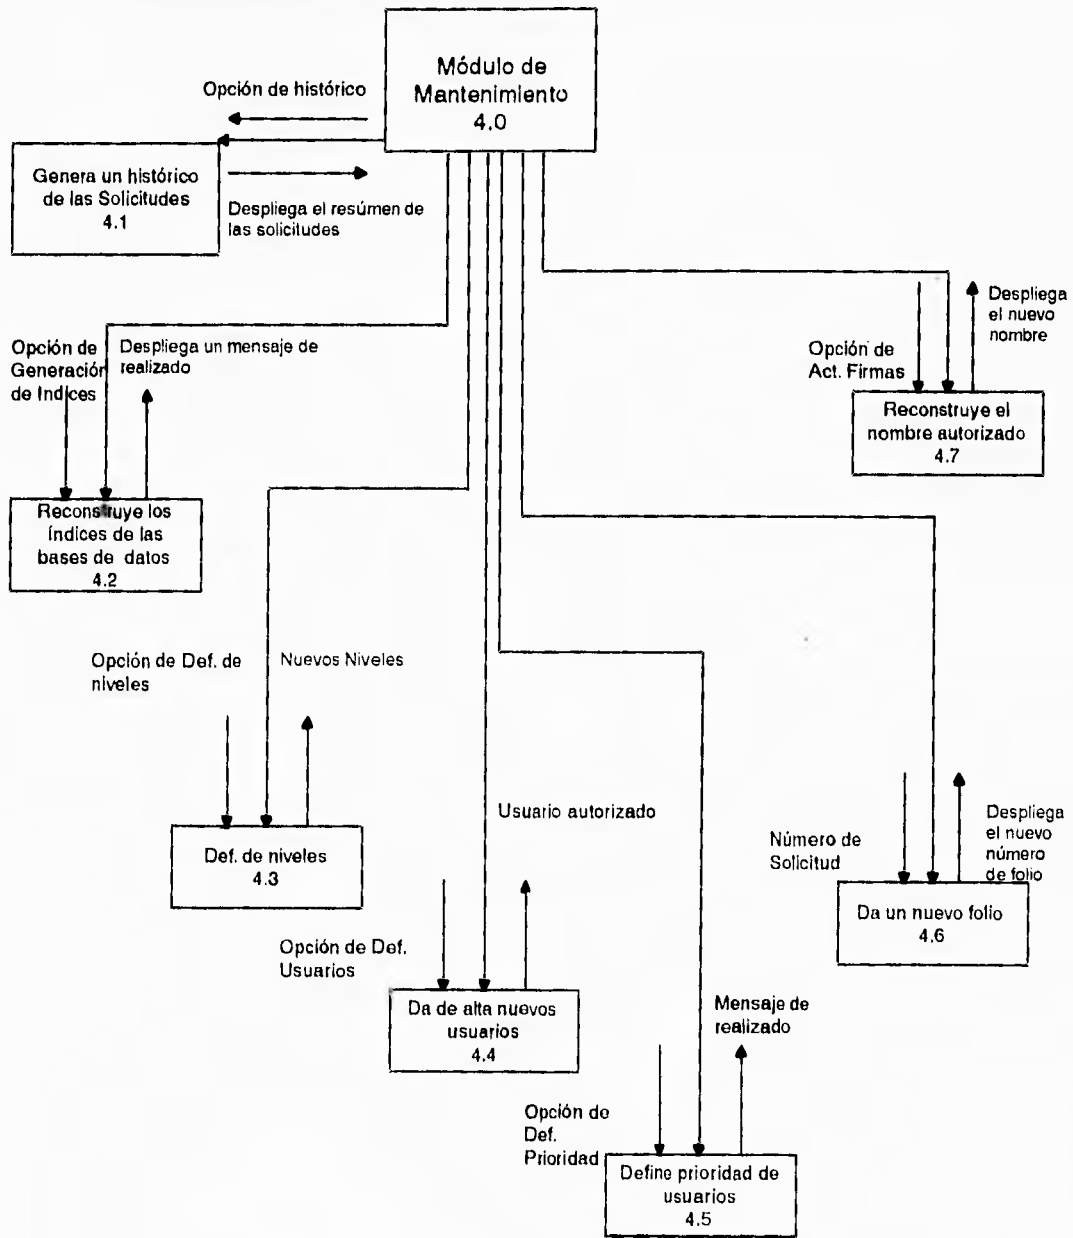 Módulo de
Mantenimiento
4.0
Opción de histórico
Genera un histórico
de las Solicitudes
4.1
Despliega el resúmen de
las solicitudes
Opción de
Generación
de Indices
Despliega un mensaje de
realizado
Reconstruye los
índices de las
bases de datos
4.2
Despliega
el nuevo
nombre
Opción de
Act. Firmas
Reconstruye el
nombre autorizado
4.7
Opción de Def. de
niveles
Nuevos Niveles
Def. de niveles
4.3
Usuario autorizado
Opción de Def.
Usuarios
Da de alta nuevos
usuarios
4.4
Número de
Solicitud
Despliega
el nuevo
número
de folio
Da un nuevo folio
4.6
Mensaje de
realizado
Opción de
Def.
Prioridad
Define prioridad de
usuarios
4.5